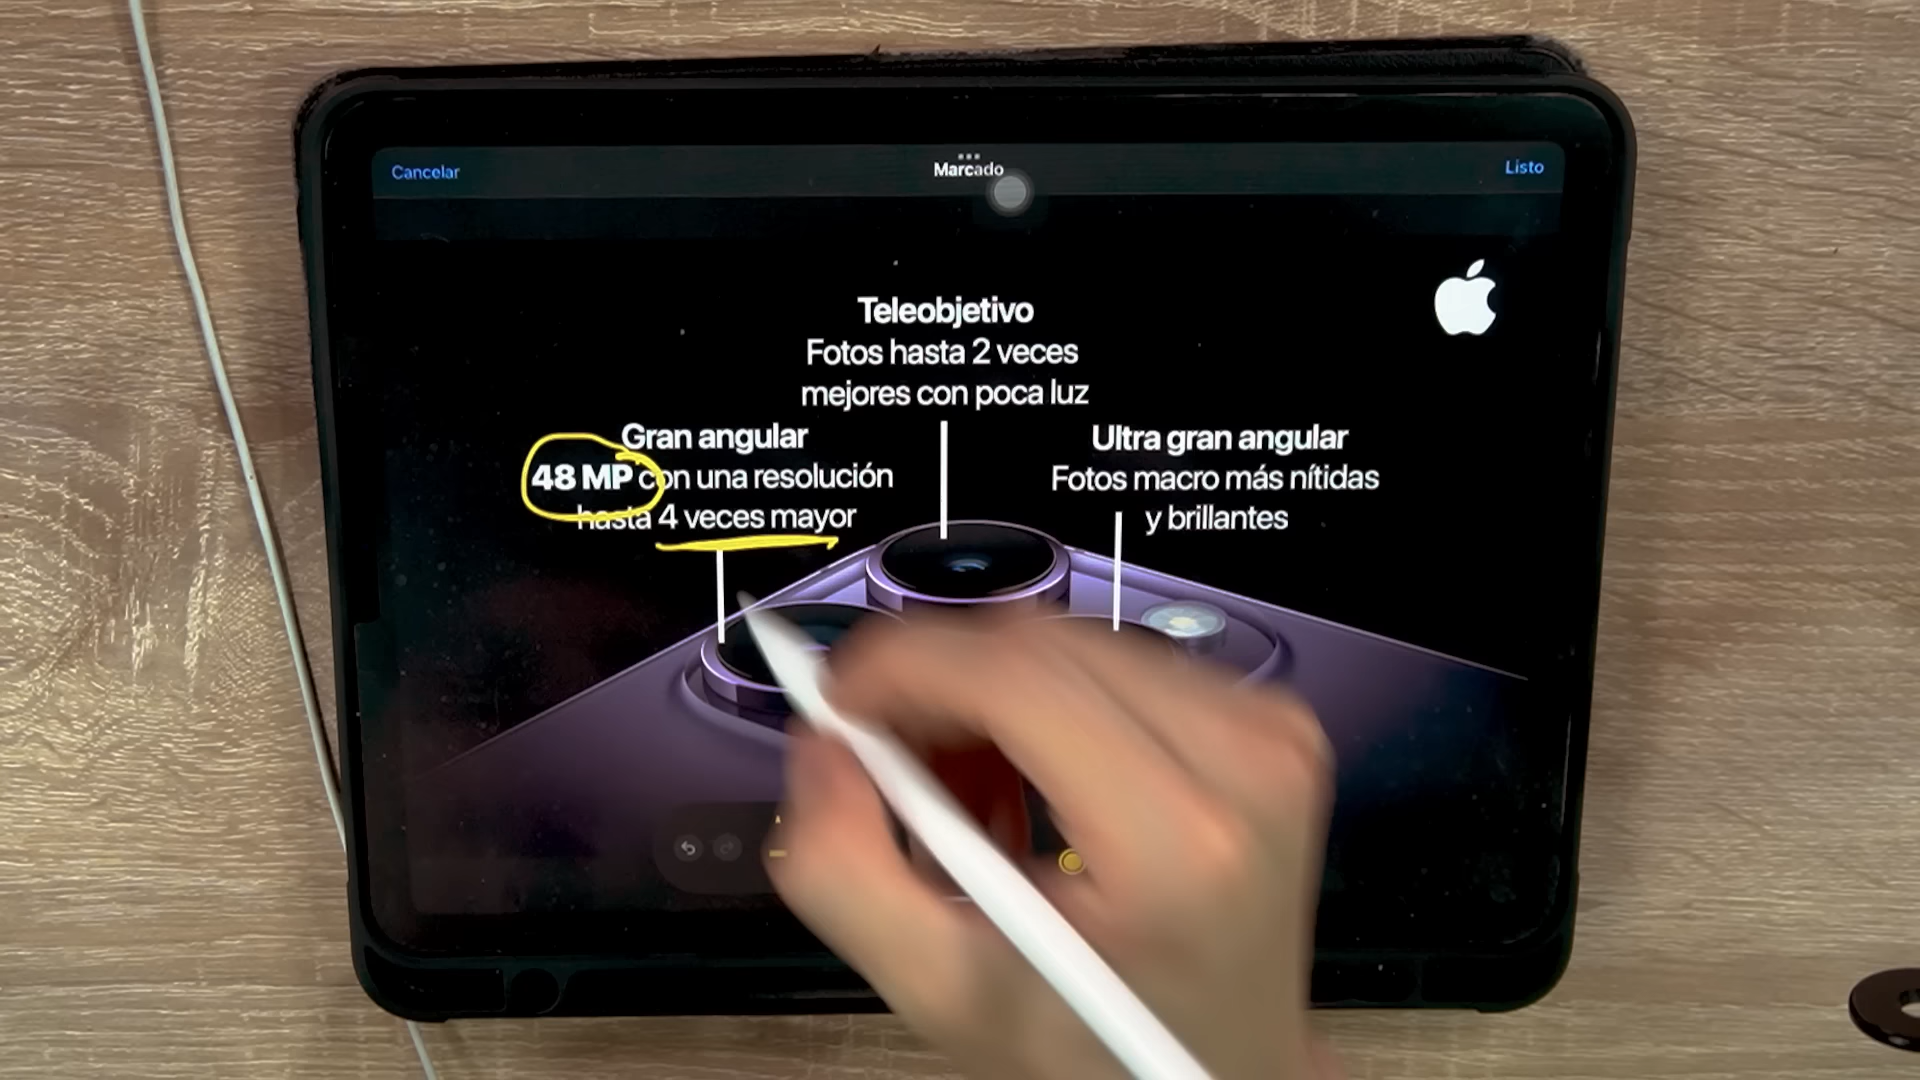 Cancelar
Marcado
Listo
Teleobjetivo
Fotos hasta 2 veces
mejores con poca luz
Gran angular
48 MP con una resolución
hasta 4 veces mayor
Ultra gran angular
Fotos macro más nítidas
y brillantes